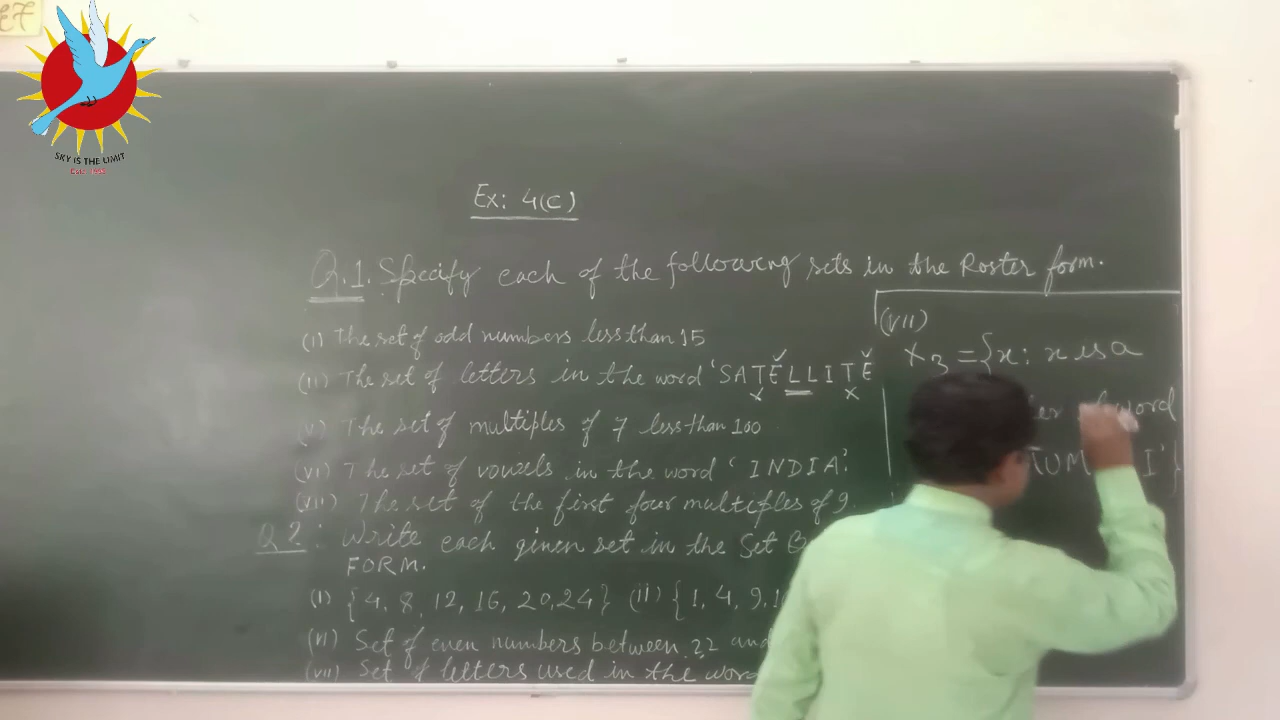 SKY IS THE LIMIT
Ex: 4(C)
Q.1. Specify each of the following sets in the Roster form.
(i) The set of odd numbers less than 15
(iii) The set of letters in the word 'SATELLITE
(v) The set of multiples of 7 less than 100
(vi) The set of vowels in the word 'INDIA'.
(vii) The set of the first four multiples of 9.
Q 2: Write each given set in the Set
FORM.
(i) {4, 8, 12, 16, 20, 24} (ii) {1, 4, 9,
(vi) Set of even numbers between 22 and
(vii) Set of letters used in the word
(vii)
X3 = {x: x is a
word
I'}